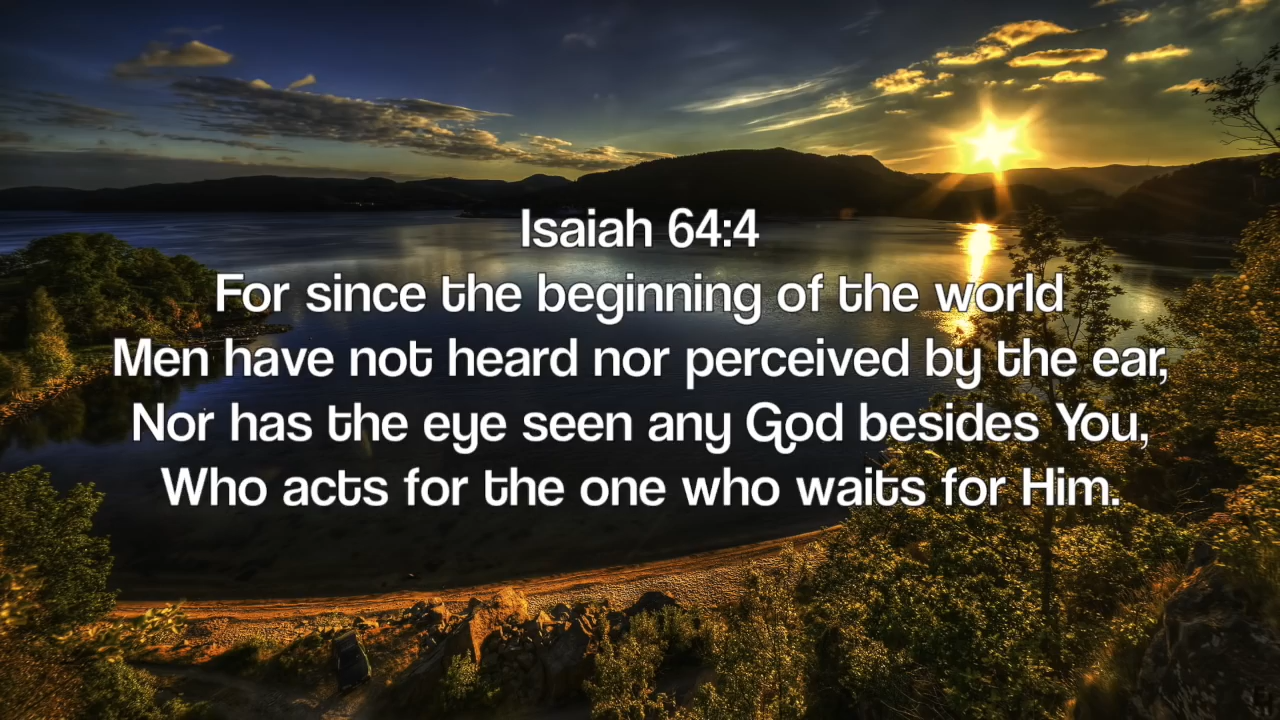 Isaiah 64:4
For since the beginning of the world
Men have not heard nor perceived by the ear,
Nor has the eye seen any God besides You,
Who acts for the one who waits for Him.